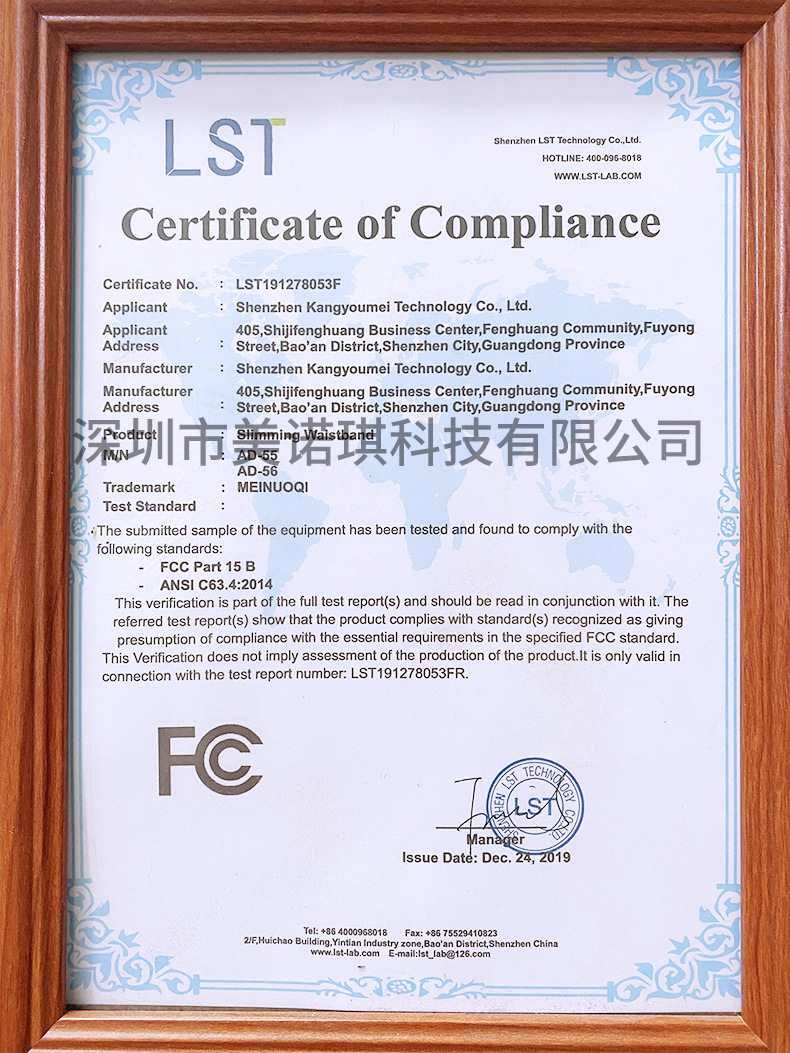 LST
Shenzhen LST Technology Co.,Ltd.
HOTLINE: 400-096-8018
WWW.LST-LAB.COM
Certificate of Compliance
Certificate No. : LST191278053F
Applicant : Shenzhen Kangyoumei Technology Co., Ltd.
Applicant 405,Shijifenghuang Business Center,Fenghuang Community,Fuyong
Address : Street,Bao'an District,Shenzhen City,Guangdong Province
Manufacturer : Shenzhen Kangyoumei Technology Co., Ltd.
Manufacturer 405,Shijifenghuang Business Center,Fenghuang Community,Fuyong
Address : Street,Bao'an District,Shenzhen City,Guangdong Province
Product : Slimming Waistband
深圳市美诺琪科技有限公司
M/N : AD-55
AD-56
Trademark : MEINUOQI
Test Standard :
The submitted sample of the equipment has been tested and found to comply with the
following standards:
- FCC Part 15 B
- ANSI C63.4:2014
This verification is part of the full test report(s) and should be read in conjunction with it. The
referred test report(s) show that the product complies with standard(s) recognized as giving
presumption of compliance with the essential requirements in the specified FCC standard.
This Verification does not imply assessment of the production of the product.It is only valid in
connection with the test report number: LST191278053FR.
FC
SHENZHEN LST TECHNOLOGY CO.,LTD.
LST
Manager
Issue Date: Dec. 24, 2019
Tel: +86 4000968018 Fax: +86 75529410823
2/F,Huichao Building,Yintian Industry zone,Bao'an District,Shenzhen China
www.lst-lab.com E-mail:lst_lab@126.com